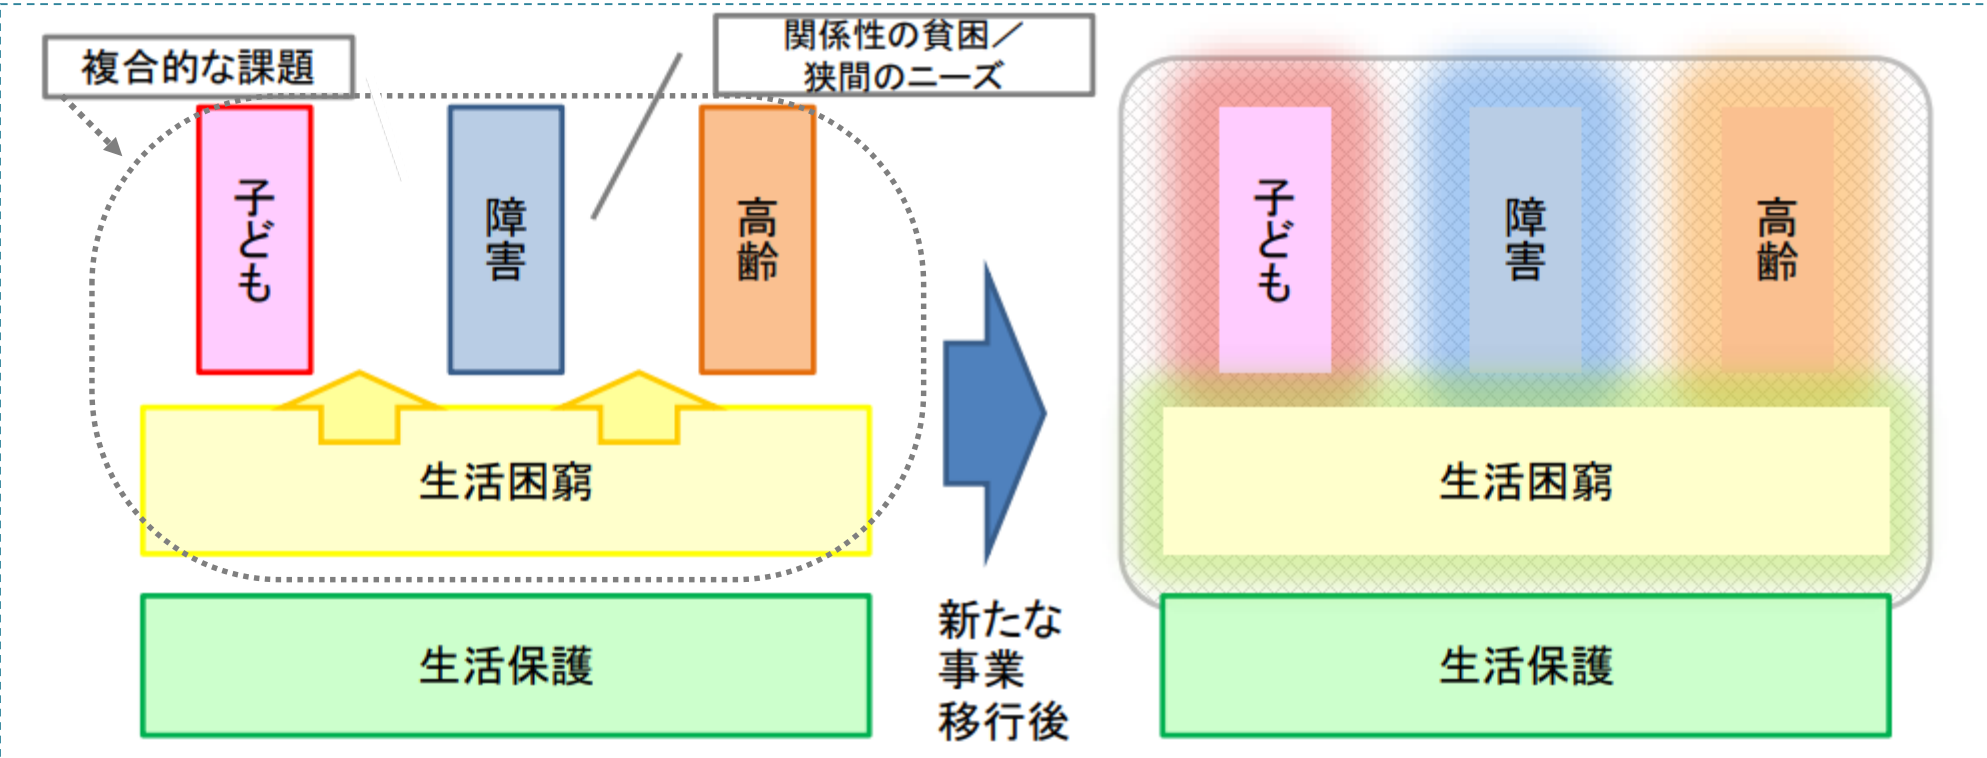 複合的な課題
関係性の貧困／
狭間のニーズ
子ども
障害
高齢
生活困窮
生活保護
新たな
事業
移行後
子ども
障害
高齢
生活困窮
生活保護